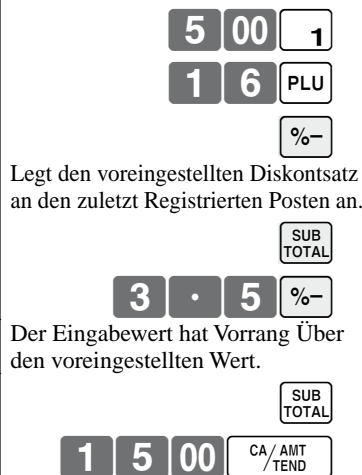 5 00 1
1 6 PLU
%−
Legt den voreingestellten Diskontsatz
an den zuletzt Registrierten Posten an.
SUB
TOTAL
3 · 5 %−
Der Eingabewert hat Vorrang Über
den voreingestellten Wert.
SUB
TOTAL
1 5 00 CA/AMT
/TEND